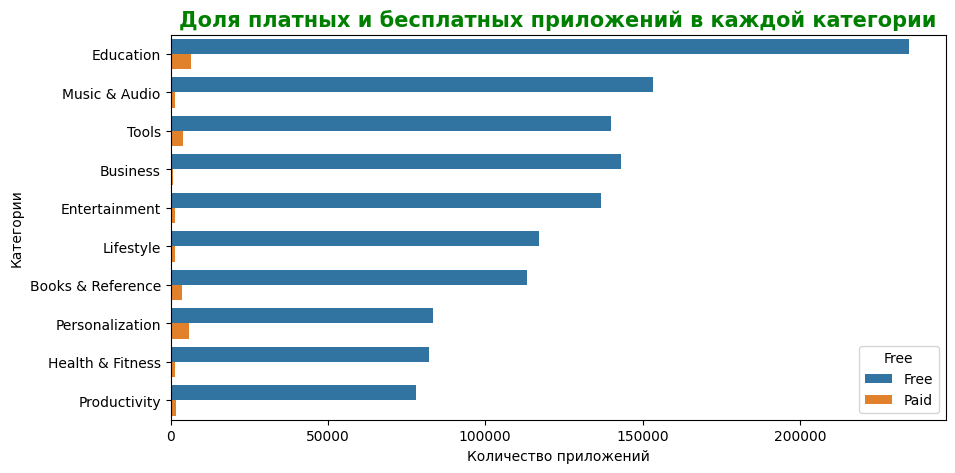 Доля платных и бесплатных приложений в каждой категории
Категории
Education
Music & Audio
Tools
Business
Entertainment
Lifestyle
Books & Reference
Personalization
Health & Fitness
Productivity
Free
Free
Paid
0 50000 100000 150000 200000
Количество приложений